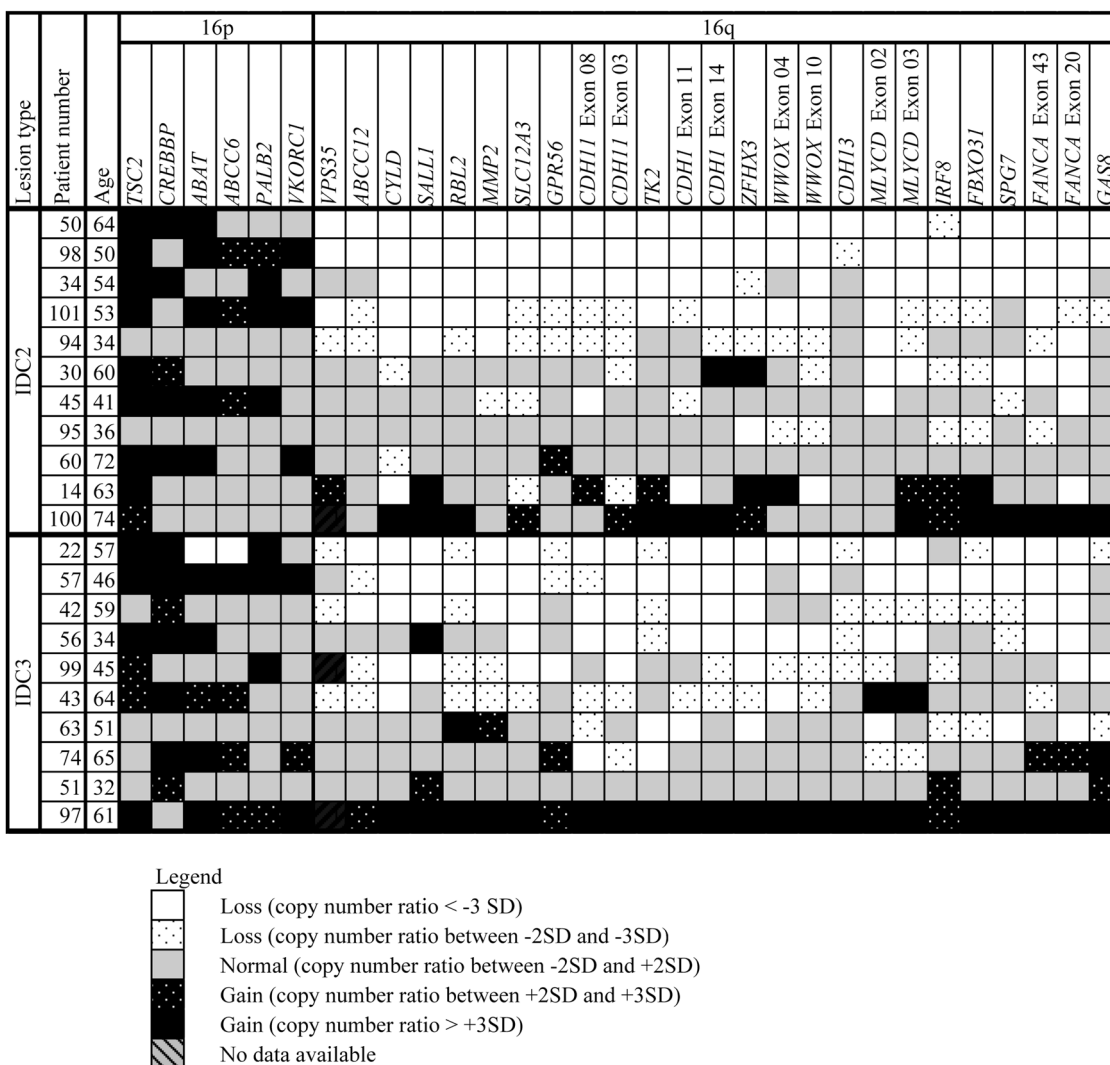 16p 16q
Lesion type Patient number Age TSC2 CREBBP ABAT ABCC6 PALB2 VKORC1 VPS35 ABCC12 CYLD SALL1 RBL2 MMP2 SLC12A3 GPR56 CDH11 Exon 08 CDH11 Exon 03 TK2 CDH1 Exon 11 CDH1 Exon 14 ZFHX3 WWOX Exon 04 WWOX Exon 10 CDH13 MLYCD Exon 02 MLYCD Exon 03 IRF8 FBXO31 SPG7 FANCA Exon 43 FANCA Exon 20 GAS8
IDC2
50 64
98 50
34 54
101 53
94 34
30 60
45 41
95 36
60 72
14 63
100 74
IDC3
22 57
57 46
42 59
56 34
99 45
43 64
63 51
74 65
51 32
97 61
Legend
Loss (copy number ratio < -3 SD)
Loss (copy number ratio between -2SD and -3SD)
Normal (copy number ratio between -2SD and +2SD)
Gain (copy number ratio between +2SD and +3SD)
Gain (copy number ratio > +3SD)
No data available